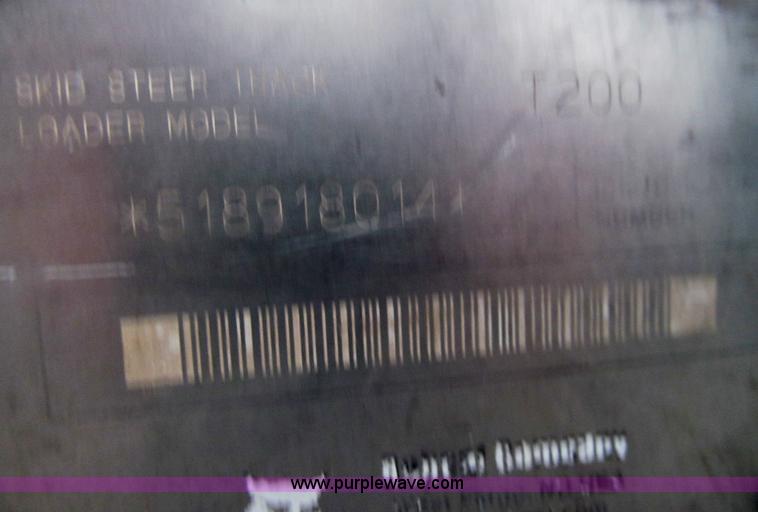 SKID STEER TRACK
LOADER MODEL
T200
*518918014*
NUMBER
www.purplewave.com